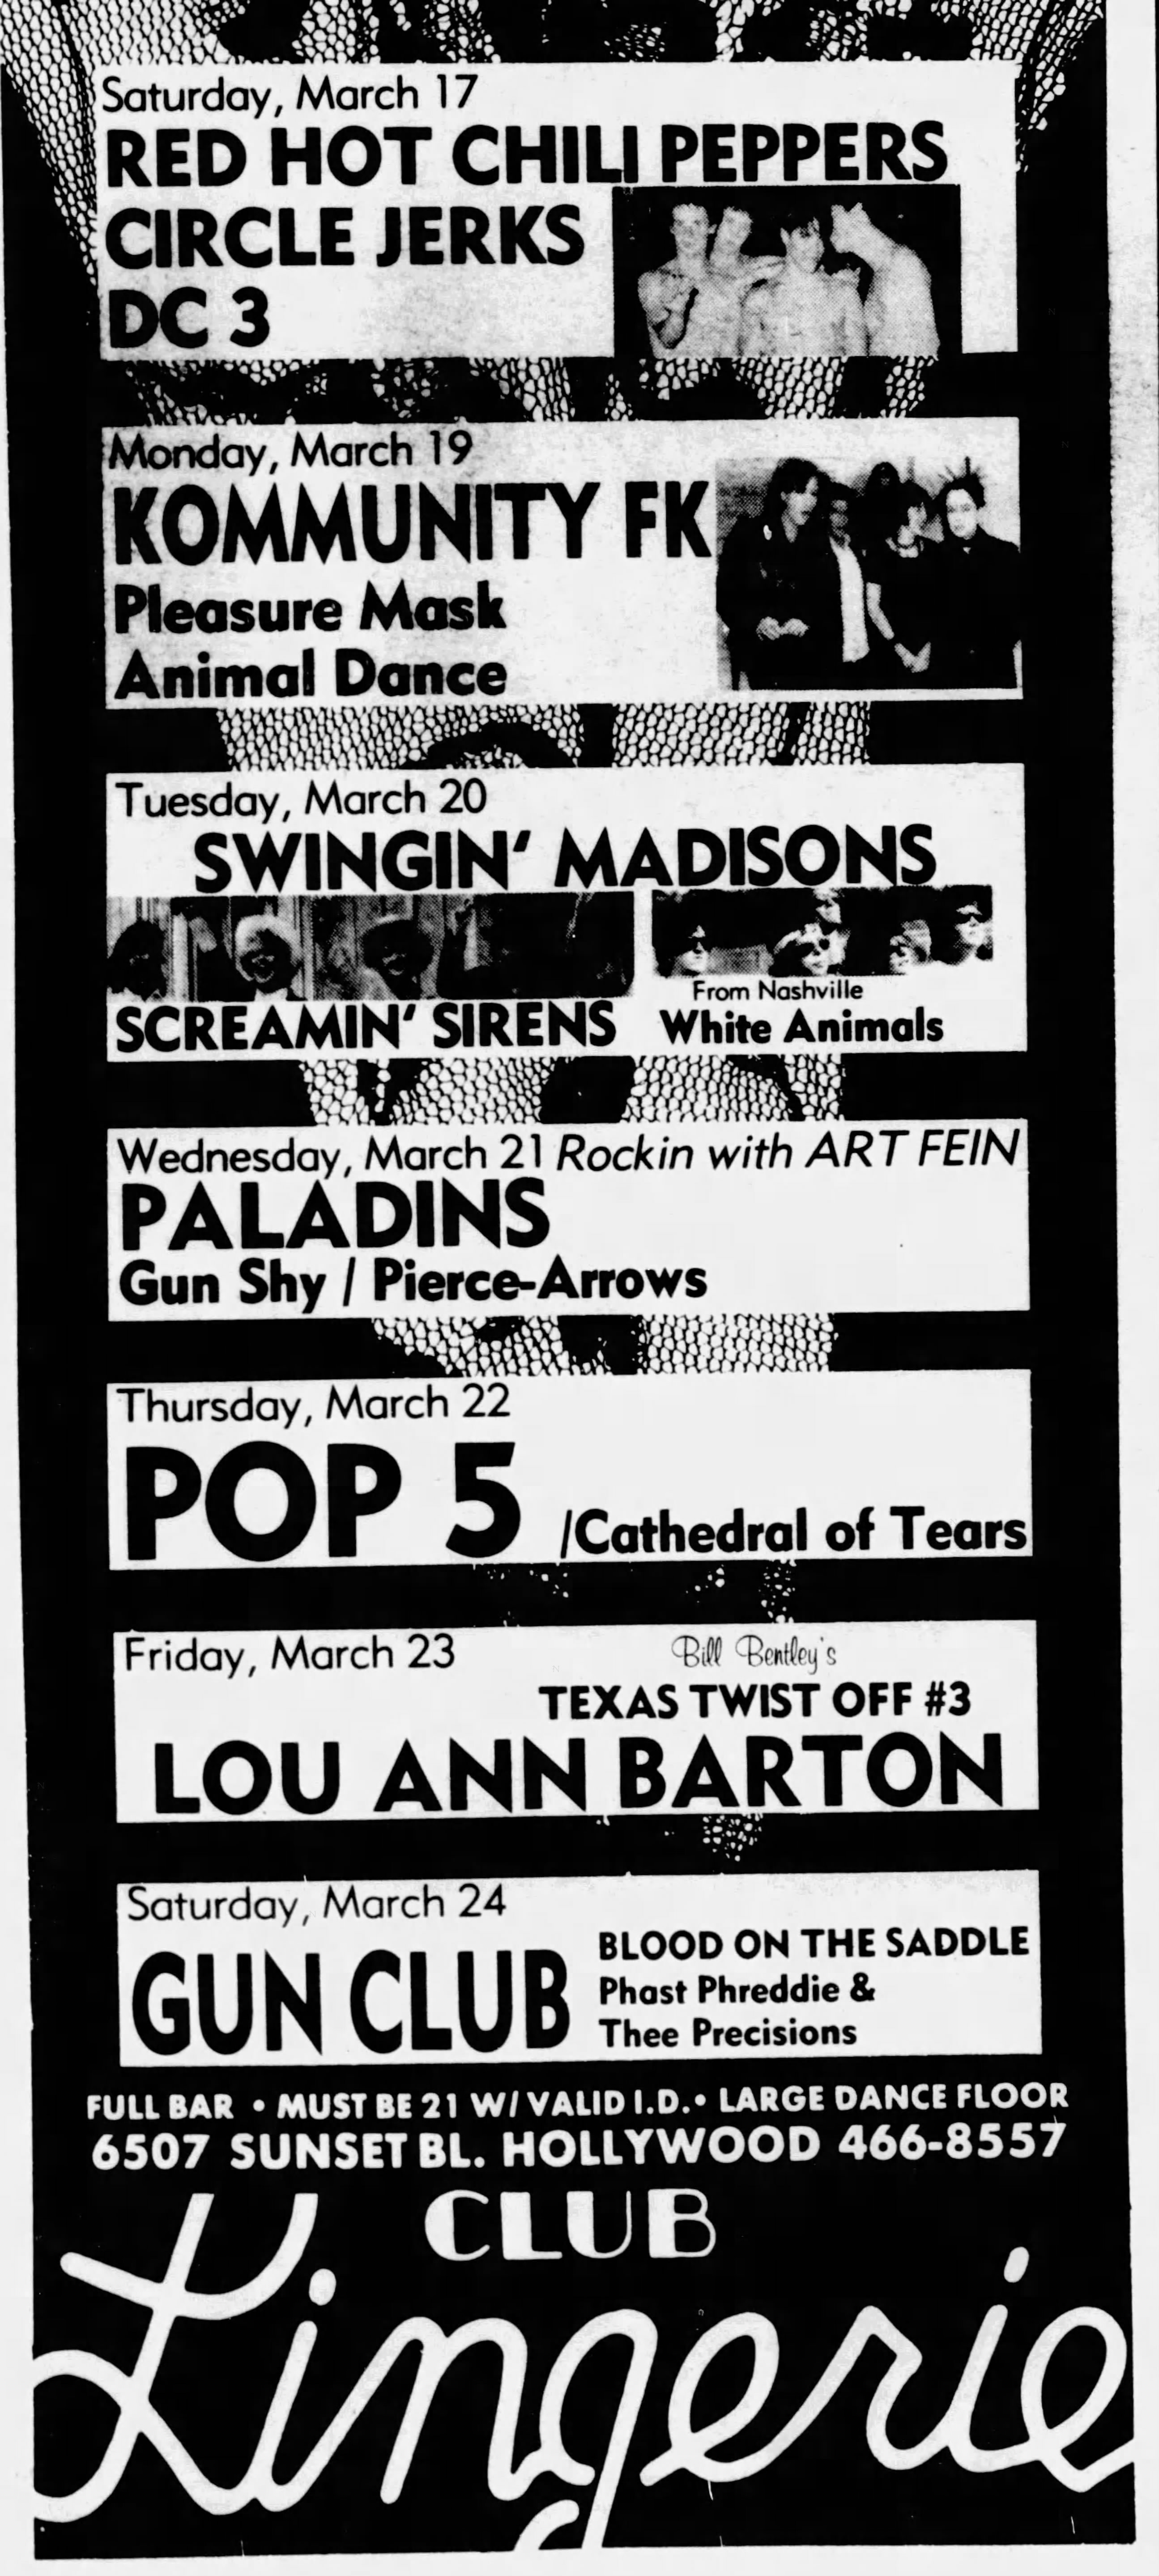 Saturday, March 17
RED HOT CHILI PEPPERS
CIRCLE JERKS
DC 3
Monday, March 19
KOMMUNITY FK
Pleasure Mask
Animal Dance
Tuesday, March 20
SWINGIN' MADISONS
SCREAMIN' SIRENS
From Nashville
White Animals
Wednesday, March 21 Rockin with ART FEIN
PALADINS
Gun Shy / Pierce-Arrows
Thursday, March 22
POP 5 /Cathedral of Tears
Friday, March 23
Bill Bentley's
TEXAS TWIST OFF #3
LOU ANN BARTON
Saturday, March 24
GUN CLUB
BLOOD ON THE SADDLE
Phast Phreddie &
Thee Precisions
FULL BAR • MUST BE 21 W/ VALID I.D. • LARGE DANCE FLOOR
6507 SUNSET BL. HOLLYWOOD 466-8557
CLUB
Lingerie